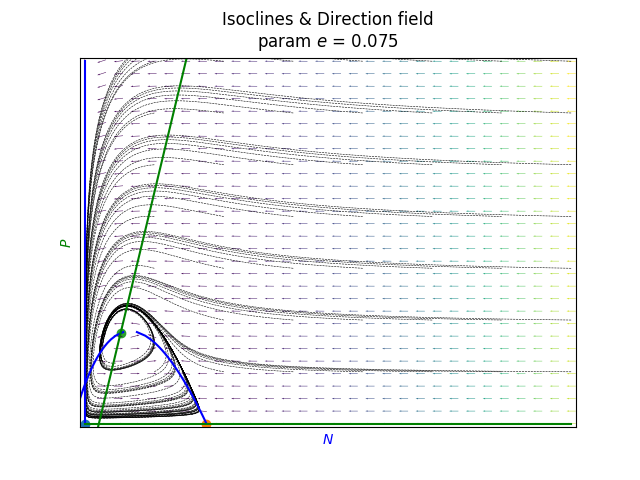 Isoclines & Direction field
param e = 0.075
P
N